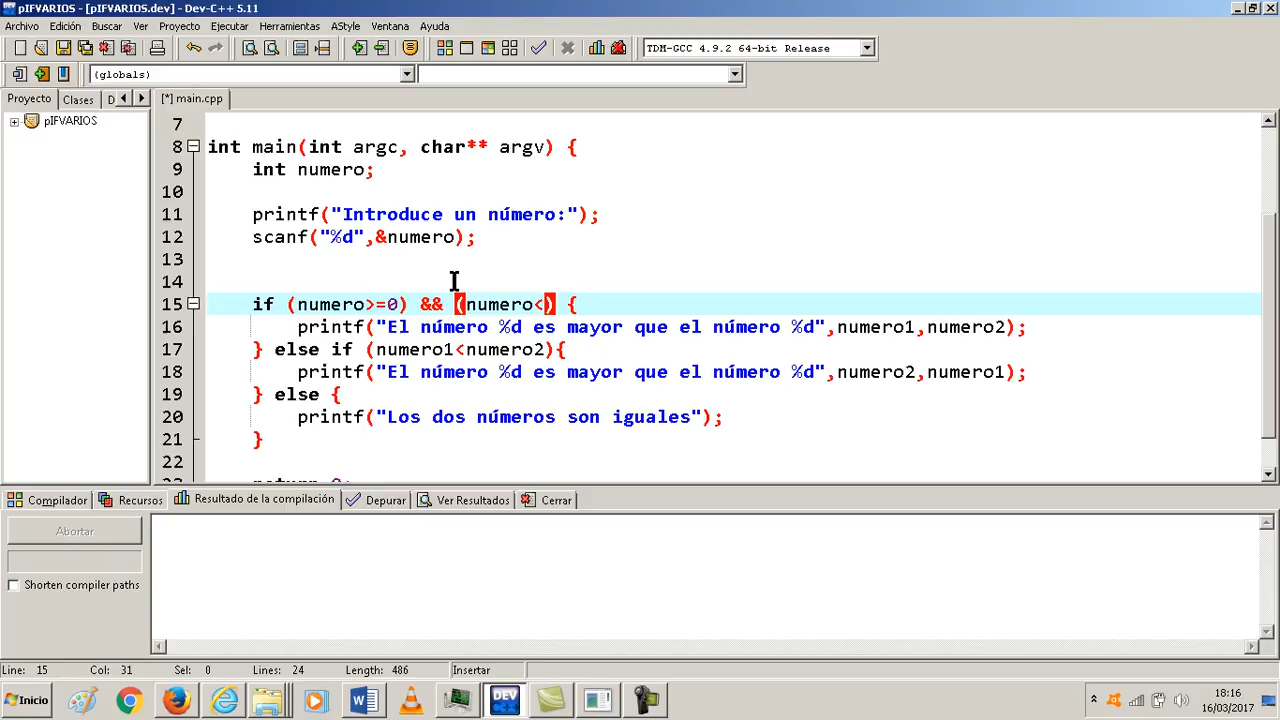 pIFVARIOS - [pIFVARIOS.dev] - Dev-C++ 5.11
Archivo Edición Buscar Ver Proyecto Ejecutar Herramientas AStyle Ventana Ayuda
TDM-GCC 4.9.2 64-bit Release
(globals)
Proyecto Clases D [*] main.cpp
pIFVARIOS
7
8 int main(int argc, char** argv) {
9 int numero;
10
11 printf("Introduce un número:");
12 scanf("%d",&numero);
13
14
15 if (numero>=0) && (numero<) {
16 printf("El número %d es mayor que el número %d",numero1,numero2);
17 } else if (numero1<numero2){
18 printf("El número %d es mayor que el número %d",numero2,numero1);
19 } else {
20 printf("Los dos números son iguales");
21 }
22
Compilador Recursos Resultado de la compilación Depurar Ver Resultados Cerrar
Abortar
Shorten compiler paths
Line: 15 Col: 31 Sel: 0 Lines: 24 Length: 486 Insertar
Inicio DEV 18:16
16/03/2017